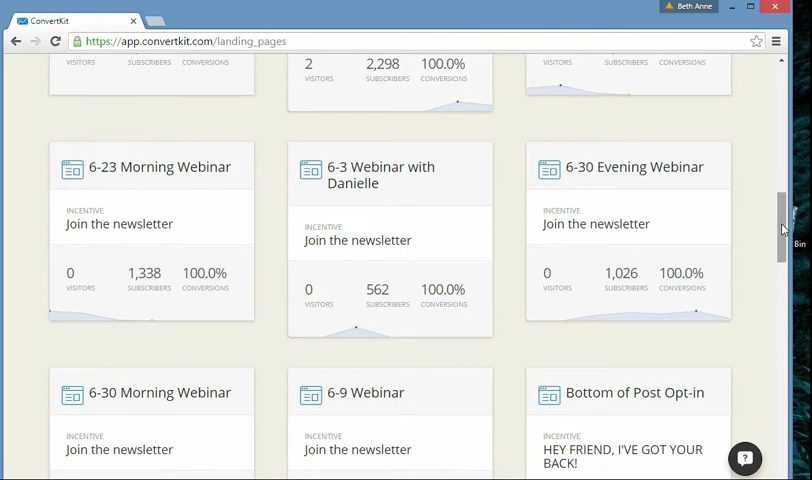 Beth Anne
ConvertKit
https://app.convertkit.com/landing_pages
VISITORS SUBSCRIBERS CONVERSIONS
2 2,298 100.0%
VISITORS SUBSCRIBERS CONVERSIONS
VISITORS SUBSCRIBERS CONVERSIONS
6-23 Morning Webinar
INCENTIVE
Join the newsletter
0 1,338 100.0%
VISITORS SUBSCRIBERS CONVERSIONS
6-3 Webinar with
Danielle
INCENTIVE
Join the newsletter
0 562 100.0%
VISITORS SUBSCRIBERS CONVERSIONS
6-30 Evening Webinar
INCENTIVE
Join the newsletter
0 1,026 100.0%
VISITORS SUBSCRIBERS CONVERSIONS
Bin
6-30 Morning Webinar
INCENTIVE
Join the newsletter
6-9 Webinar
INCENTIVE
Join the newsletter
Bottom of Post Opt-in
INCENTIVE
HEY FRIEND, I'VE GOT YOUR
BACK!